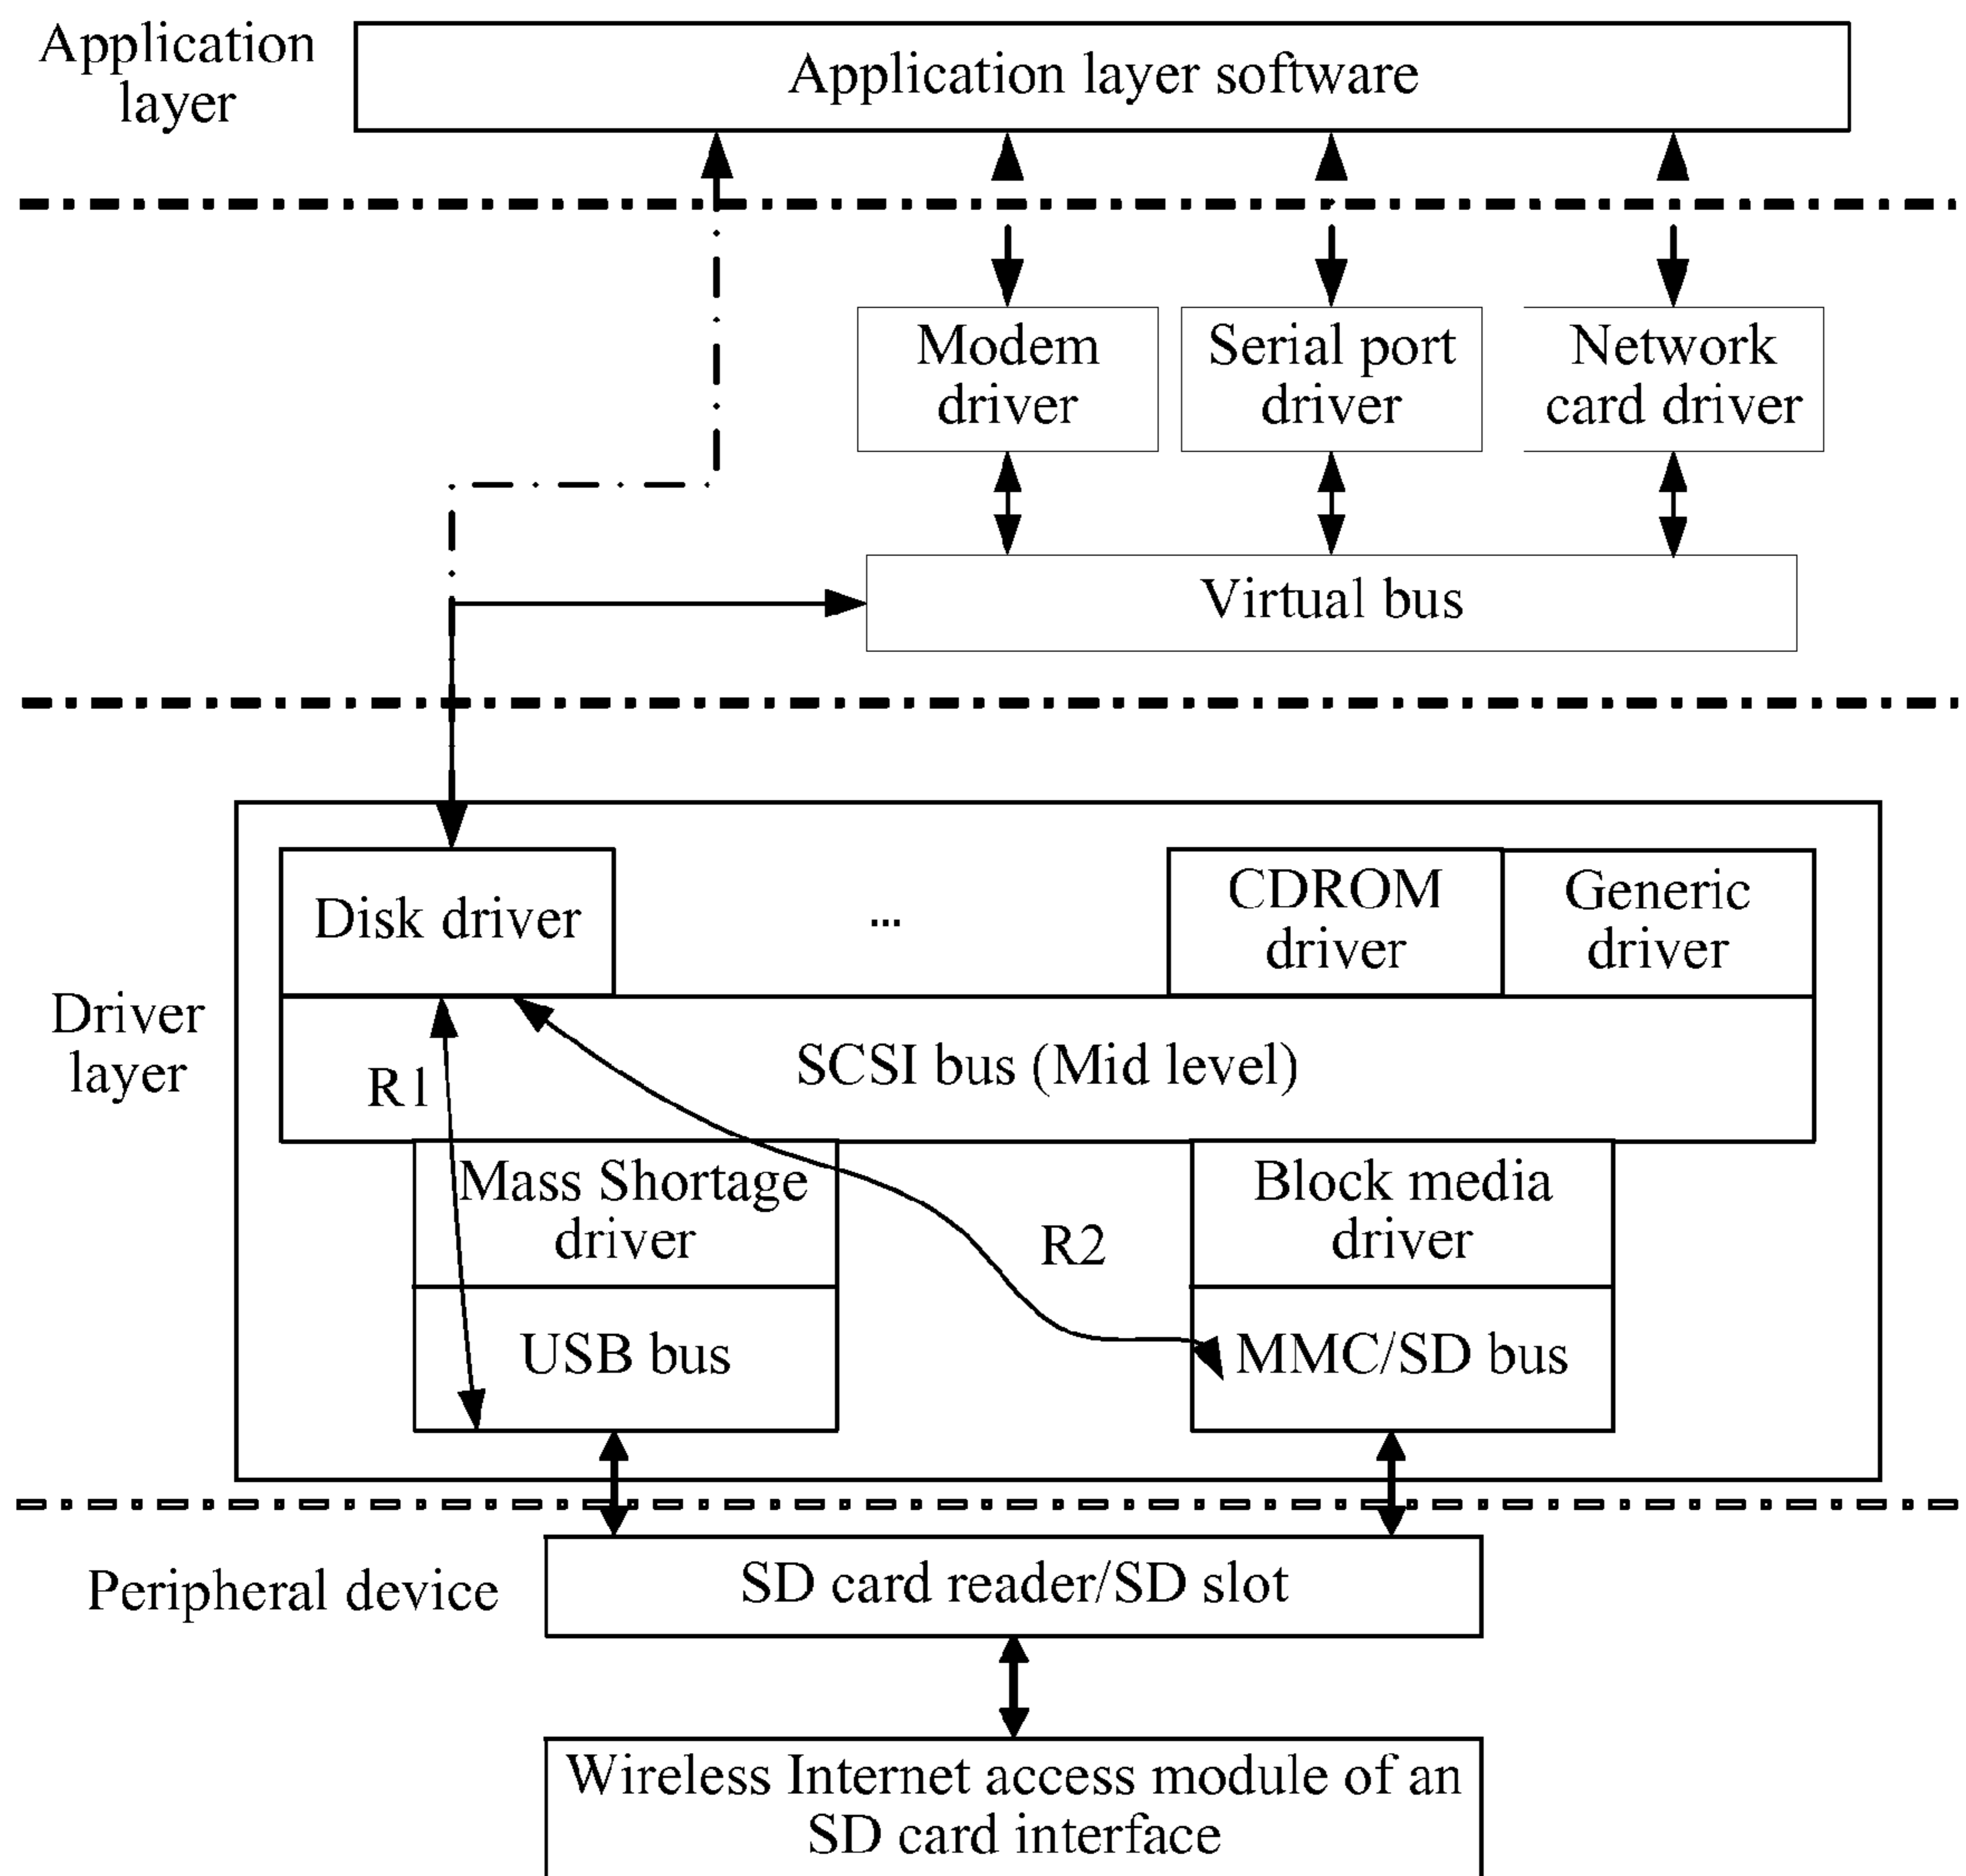 Application
layer
Application layer software
Modem
driver
Serial port
driver
Network
card driver
Virtual bus
Disk driver
...
CDROM
driver
Generic
driver
Driver
layer
SCSI bus (Mid level)
R1
Mass Shortage
driver
R2
Block media
driver
USB bus
MMC/SD bus
Peripheral device
SD card reader/SD slot
Wireless Internet access module of an
SD card interface